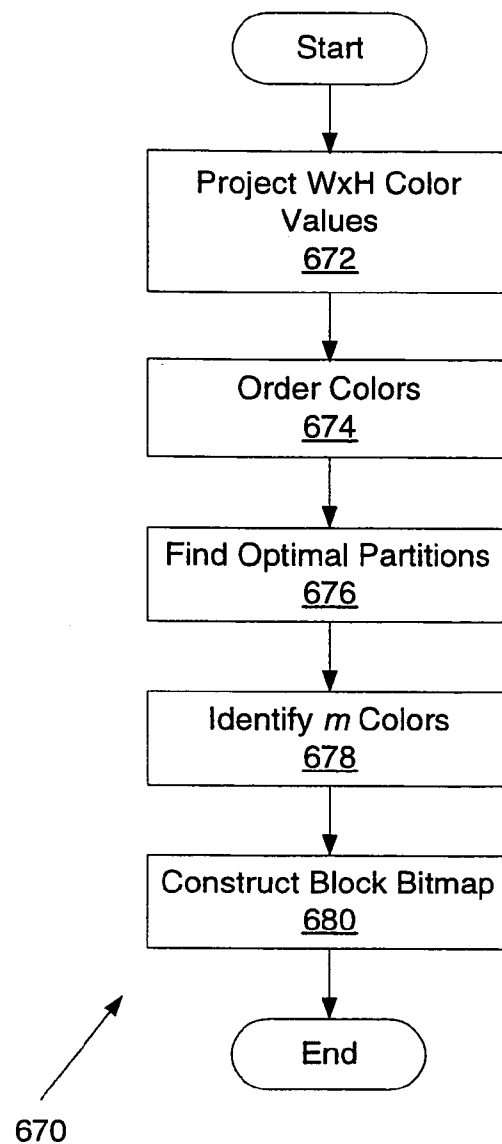 Start
Project WxH Color
Values
672
Order Colors
674
Find Optimal Partitions
676
Identify m Colors
678
Construct Block Bitmap
680
End
670